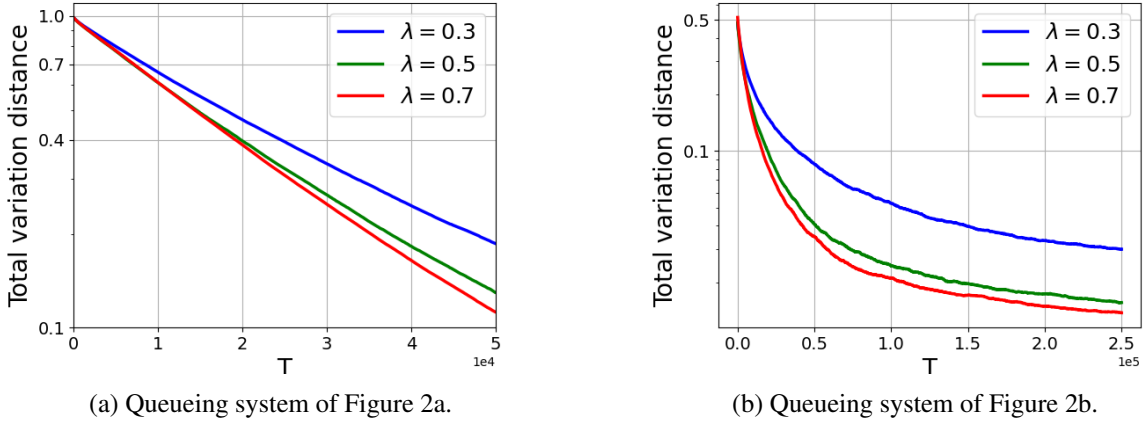 Total variation distance
1.0
0.7
0.4
0.1
λ = 0.3
λ = 0.5
λ = 0.7
0 1 2 3 4 5
1e4
T
(a) Queueing system of Figure 2a.
Total variation distance
0.5
0.1
λ = 0.3
λ = 0.5
λ = 0.7
0.0 0.5 1.0 1.5 2.0 2.5
1e5
T
(b) Queueing system of Figure 2b.